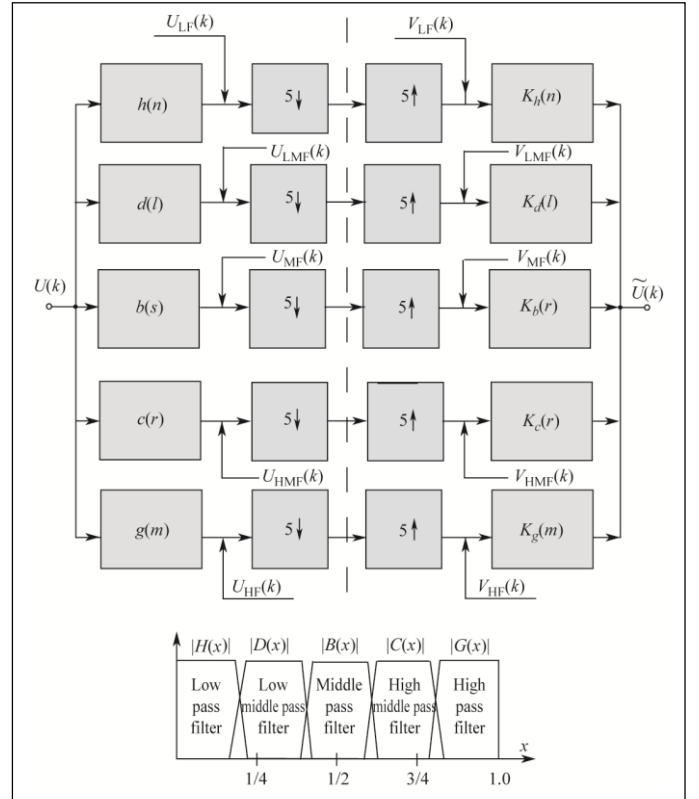 U_LF(k) V_LF(k)
h(n) 5↓ 5↑ K_h(n)
U_LMF(k) V_LMF(k)
d(l) 5↓ 5↑ K_d(l)
U_MF(k) V_MF(k)
U(k) b(s) 5↓ 5↑ K_b(r) Ũ(k)
c(r) 5↓ 5↑ K_c(r)
U_HMF(k) V_HMF(k)
g(m) 5↓ 5↑ K_g(m)
U_HF(k) V_HF(k)
|H(x)| |D(x)| |B(x)| |C(x)| |G(x)|
Low Low Middle High High
pass middle pass pass middle pass pass
filter filter filter filter filter
x
1/4 1/2 3/4 1.0